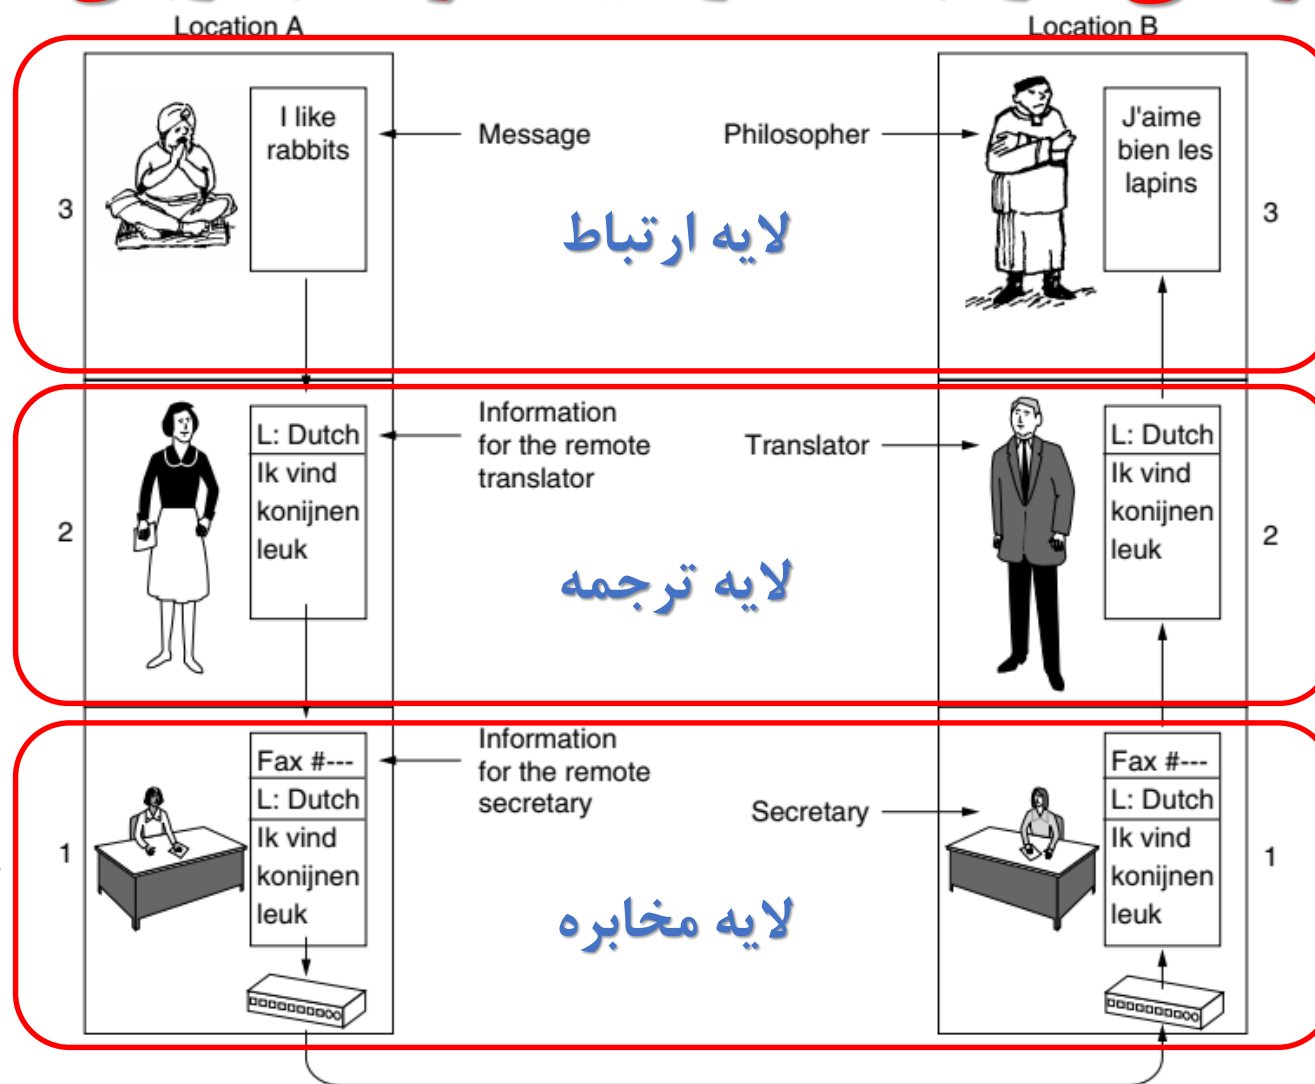 Location A
Location B
I like
rabbits
Message
Philosopher
J'aime
bien les
lapins
3
لایه ارتباط
3
L: Dutch
Ik vind
konijnen
leuk
Information
for the remote
translator
Translator
L: Dutch
Ik vind
konijnen
leuk
2
لایه ترجمه
2
Fax #---
L: Dutch
Ik vind
konijnen
leuk
Information
for the remote
secretary
Secretary
Fax #---
L: Dutch
Ik vind
konijnen
leuk
1
لایه مخابره
1